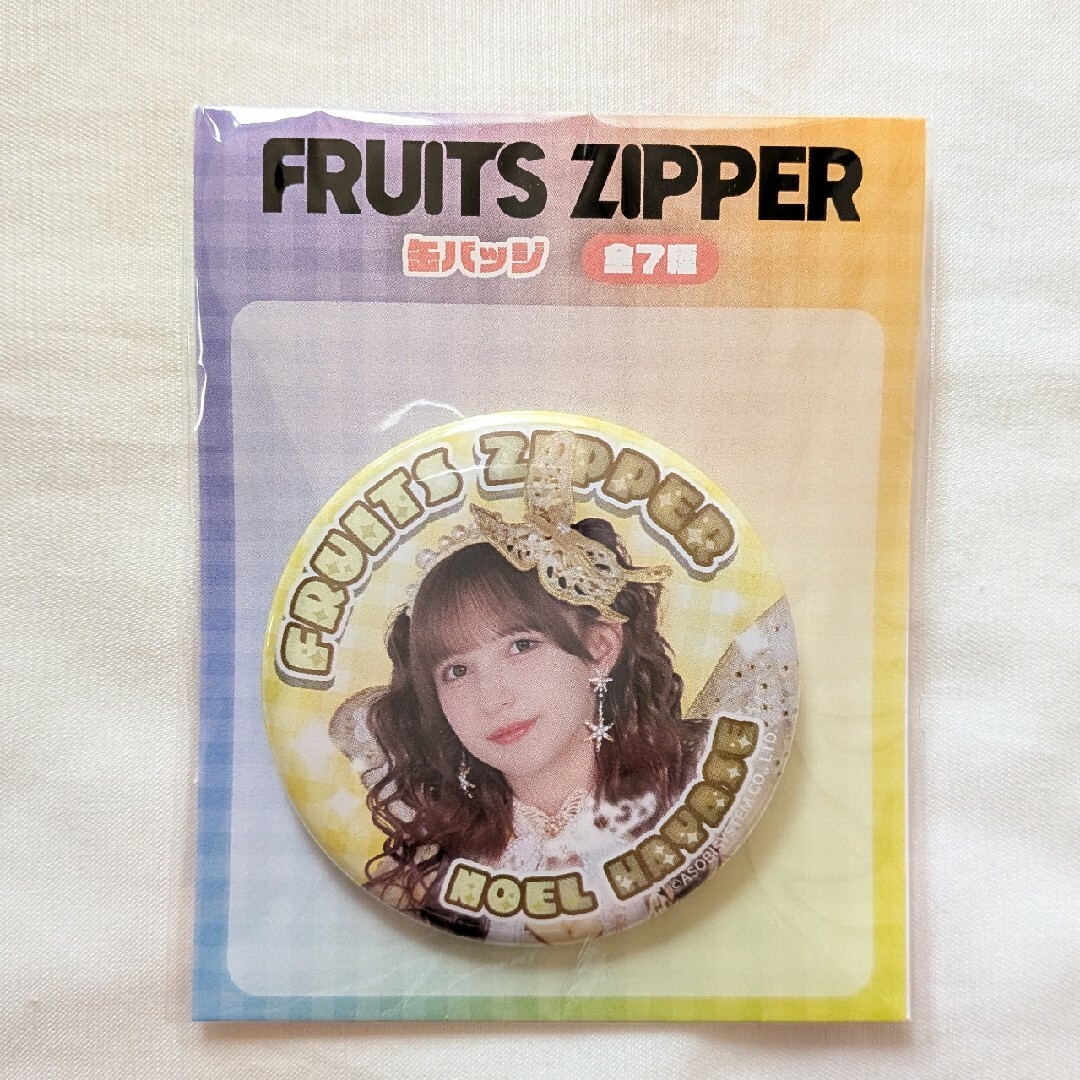 FRUITS ZIPPER
缶バッジ 全7種
FRUITS ZIPPER
NOEL HAYASE
©ASOBISYSTEM CO., LTD.